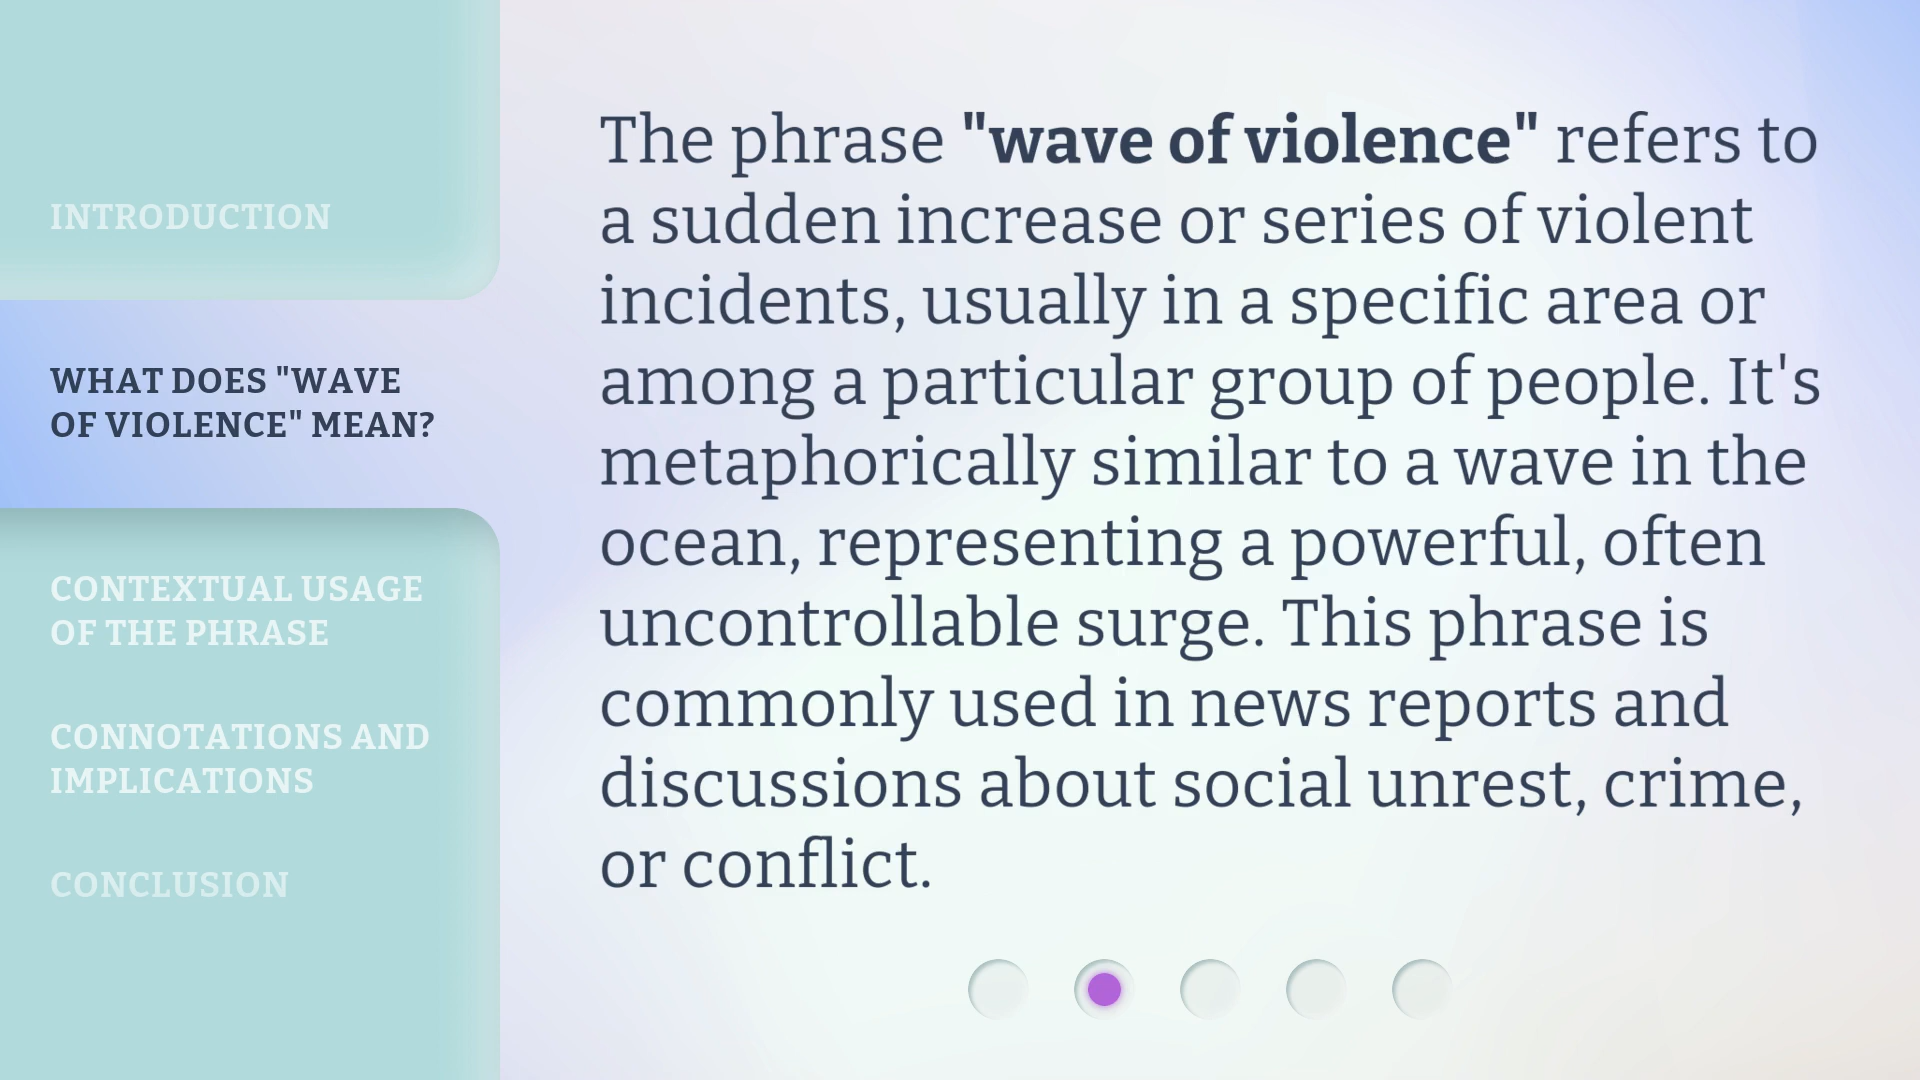 INTRODUCTION
WHAT DOES "WAVE
OF VIOLENCE" MEAN?
CONTEXTUAL USAGE
OF THE PHRASE
CONNOTATIONS AND
IMPLICATIONS
CONCLUSION
The phrase "wave of violence" refers to
a sudden increase or series of violent
incidents, usually in a specific area or
among a particular group of people. It's
metaphorically similar to a wave in the
ocean, representing a powerful, often
uncontrollable surge. This phrase is
commonly used in news reports and
discussions about social unrest, crime,
or conflict.